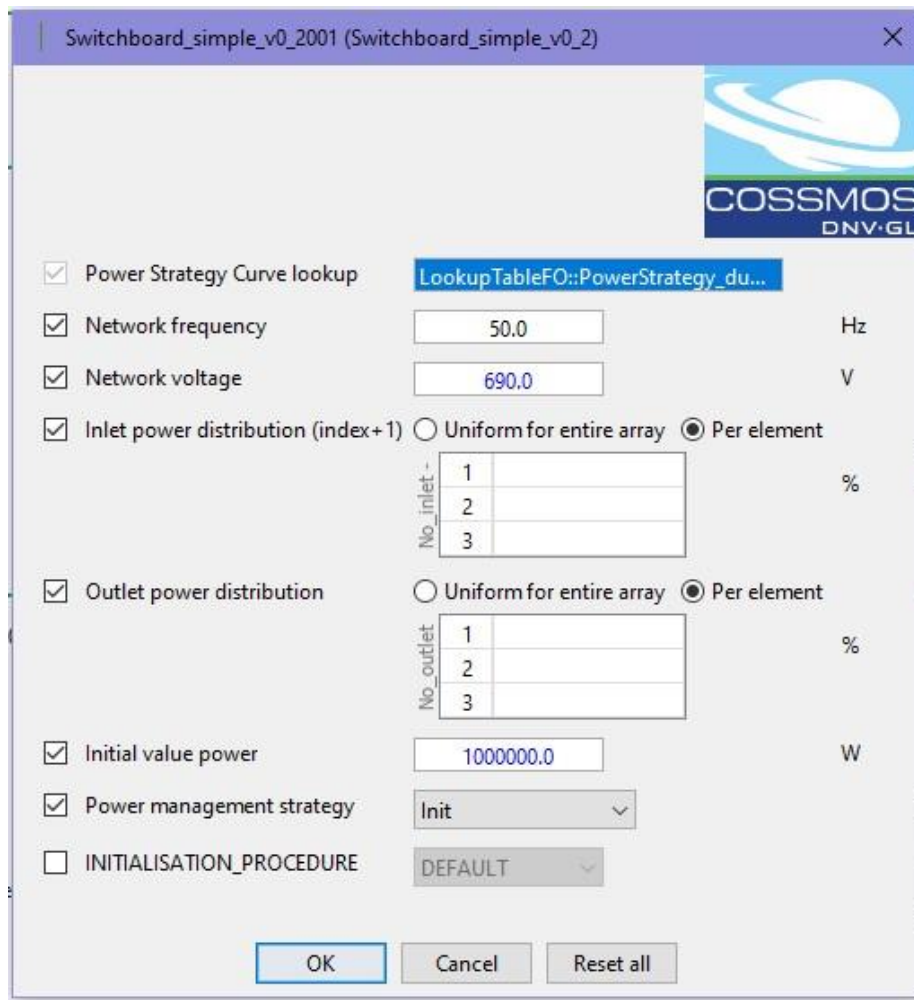 Switchboard_simple_v0_2001 (Switchboard_simple_v0_2)
COSSMOS
DNV·GL
Power Strategy Curve lookup LookupTableFO::PowerStrategy_du...
Network frequency 50.0 Hz
Network voltage 690.0 V
Inlet power distribution (index+1) Uniform for entire array Per element
No_inlet - 1 %
2
3
Outlet power distribution Uniform for entire array Per element
No_outlet 1 %
2
3
Initial value power 1000000.0 W
Power management strategy Init
INITIALISATION_PROCEDURE DEFAULT
OK Cancel Reset all